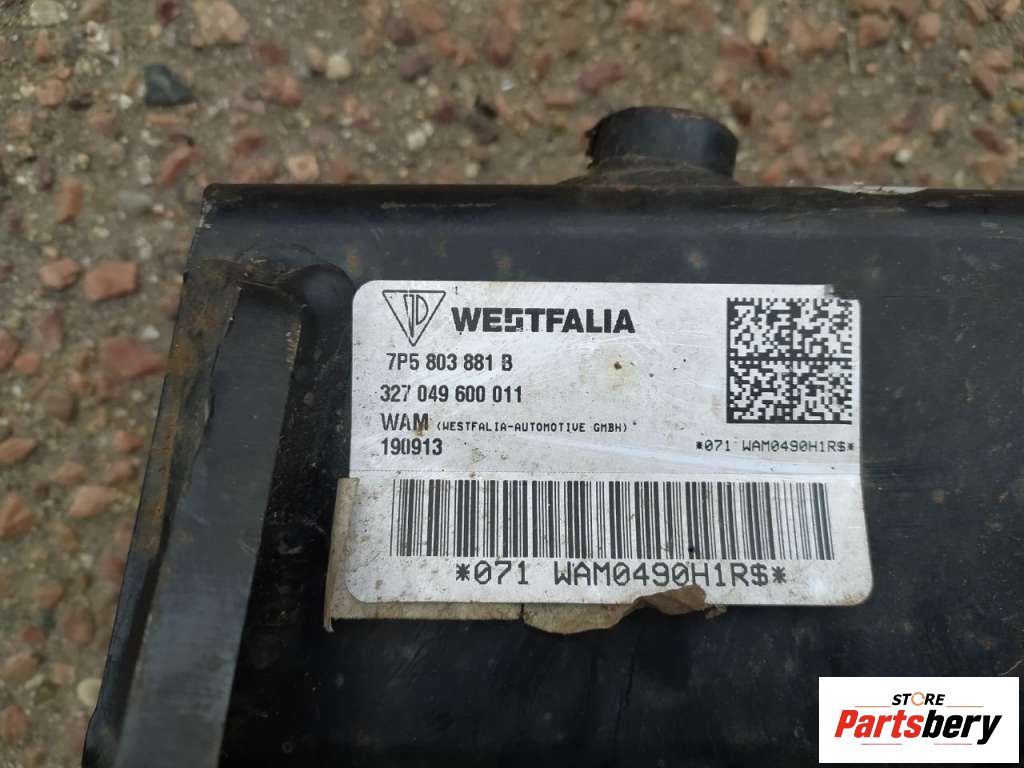 WESTFALIA
7P5 803 881 B
327 049 600 011
WAM (WESTFALIA-AUTOMOTIVE GMBH)
190913
*071 WAM0490H1R$*
*071 WAM0490H1R$*
STORE
Partsbery